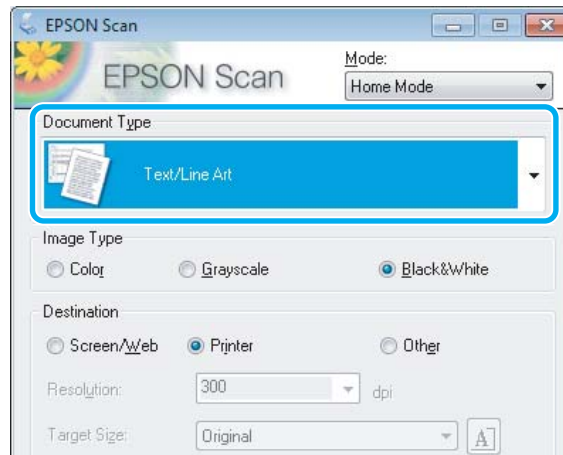 EPSON Scan
EPSON Scan
Mode:
Home Mode
Document Type
Text/Line Art
Image Type
Color Grayscale Black&White
Destination
Screen/Web Printer Other
Resolution: 300 dpi
Target Size: Original A